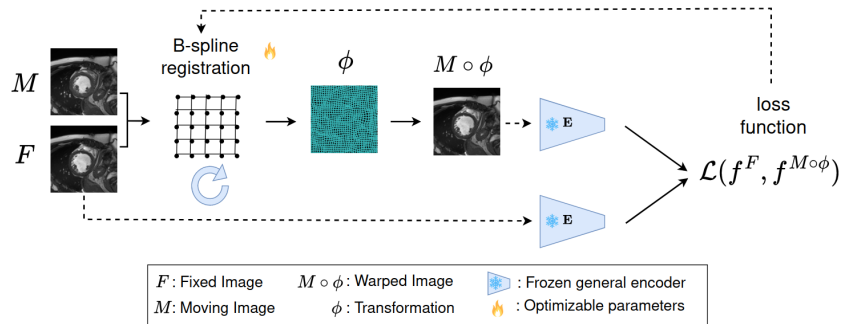 B-spline
registration
ϕ
M ∘ ϕ
M
F
E
E
loss
function
ℒ(f^F, f^{M∘ϕ})
F : Fixed Image
M∘ϕ : Warped Image
: Frozen general encoder
M: Moving Image
ϕ : Transformation
: Optimizable parameters